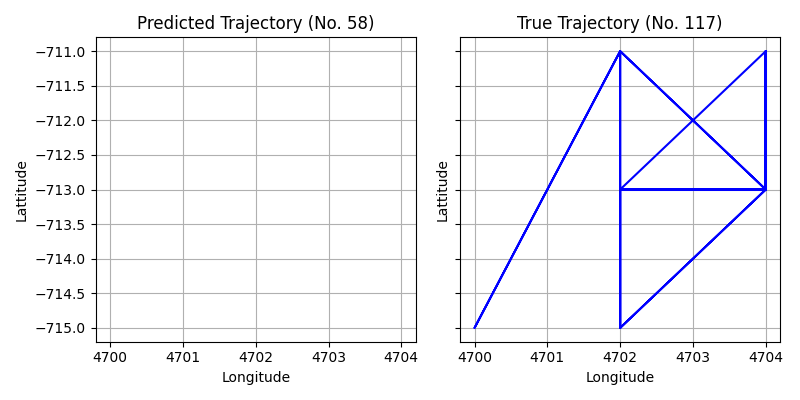 Predicted Trajectory (No. 58)
True Trajectory (No. 117)
−711.0
−711.5
−712.0
−712.5
−713.0
−713.5
−714.0
−714.5
−715.0
Lattitude
Lattitude
4700 4701 4702 4703 4704
4700 4701 4702 4703 4704
Longitude
Longitude